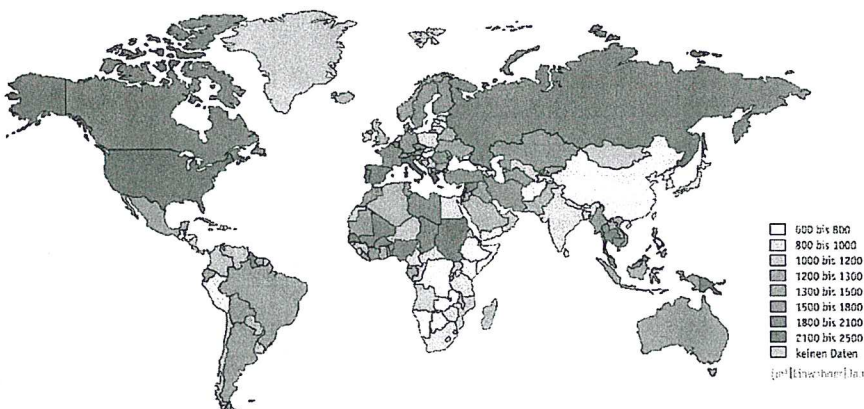 600 bis 800
800 bis 1000
1000 bis 1200
1200 bis 1300
1300 bis 1500
1500 bis 1800
1800 bis 2100
2100 bis 2500
keinen Daten